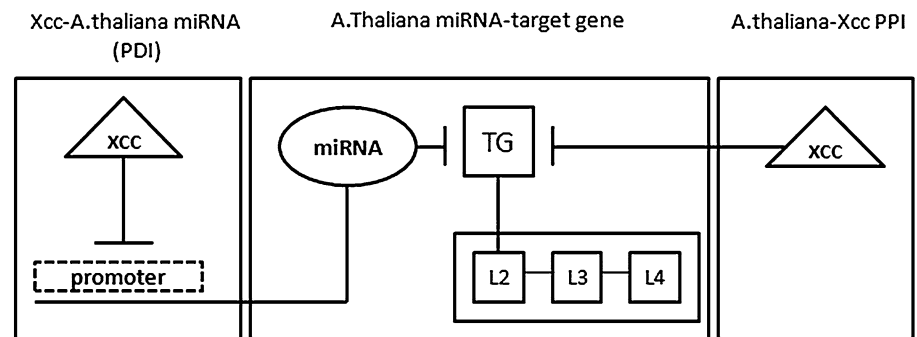 Xcc-A.thaliana miRNA
(PDI)
A.Thaliana miRNA-target gene
A.thaliana-Xcc PPI
XCC
promoter
miRNA
TG
L2
L3
L4
XCC